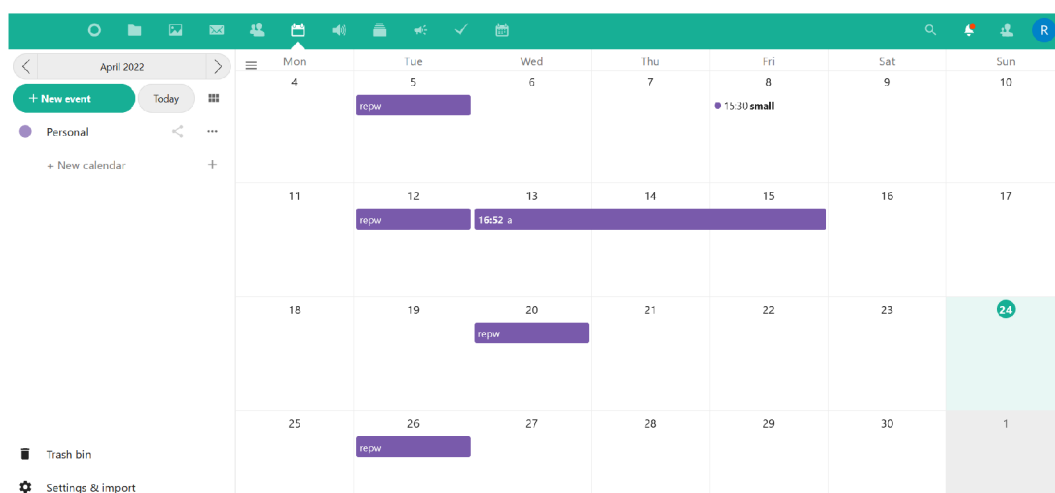 R
April 2022
+ New event
Today
Personal
+ New calendar
Trash bin
Settings & import
Mon Tue Wed Thu Fri Sat Sun
4 5 6 7 8 9 10
repw
15:30 small
11 12 13 14 15 16 17
repw
16:52 a
18 19 20 21 22 23 24
repw
25 26 27 28 29 30 1
repw